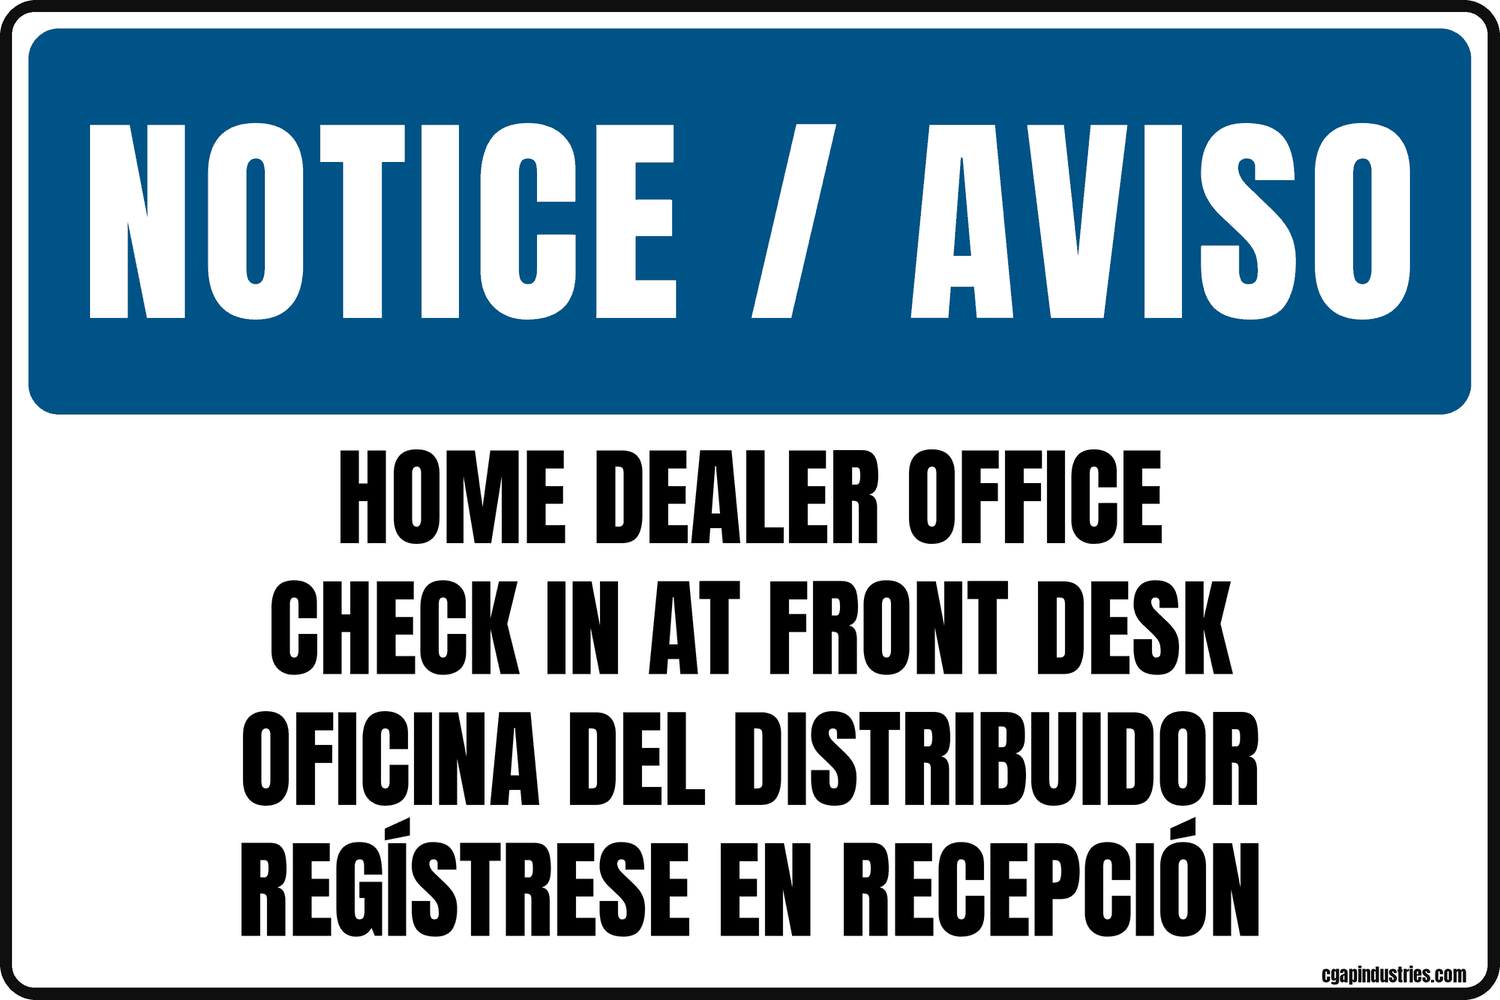 NOTICE / AVISO
HOME DEALER OFFICE
CHECK IN AT FRONT DESK
OFICINA DEL DISTRIBUIDOR
REGÍSTRESE EN RECEPCIÓN
cgapindustries.com